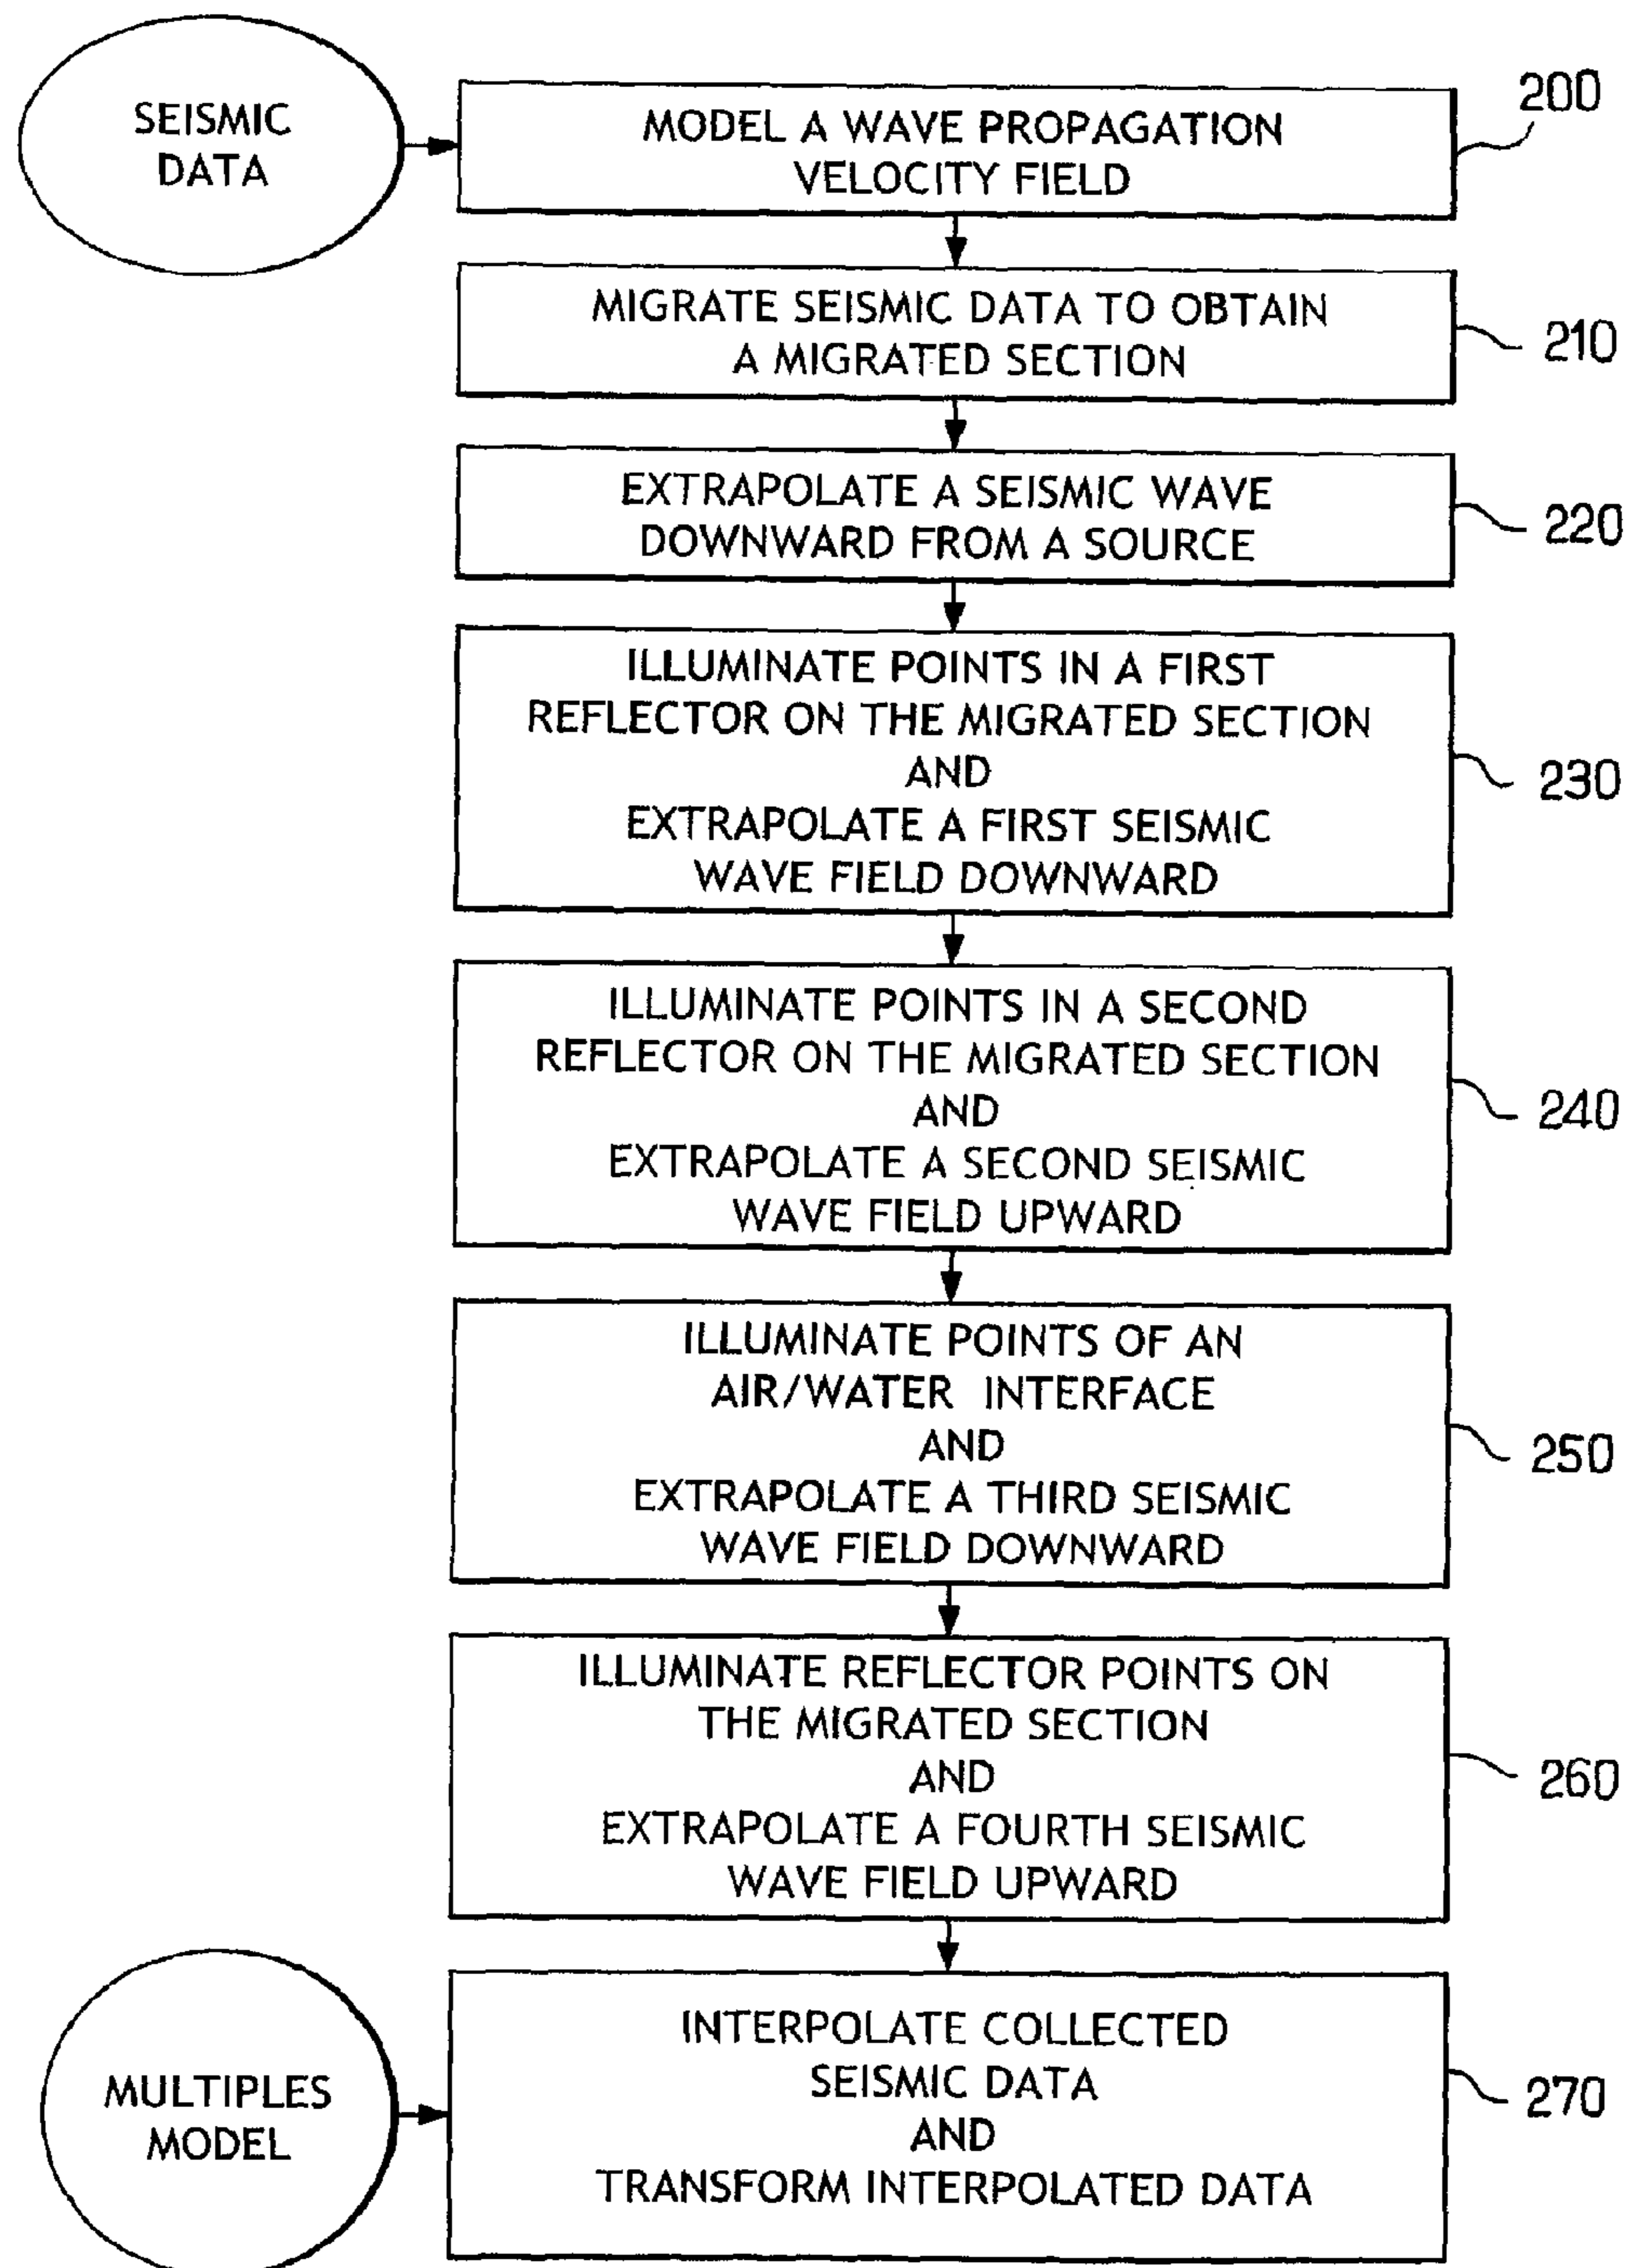 SEISMIC
DATA
MODEL A WAVE PROPAGATION
VELOCITY FIELD
200
MIGRATE SEISMIC DATA TO OBTAIN
A MIGRATED SECTION
210
EXTRAPOLATE A SEISMIC WAVE
DOWNWARD FROM A SOURCE
220
ILLUMINATE POINTS IN A FIRST
REFLECTOR ON THE MIGRATED SECTION
AND
EXTRAPOLATE A FIRST SEISMIC
WAVE FIELD DOWNWARD
230
ILLUMINATE POINTS IN A SECOND
REFLECTOR ON THE MIGRATED SECTION
AND
EXTRAPOLATE A SECOND SEISMIC
WAVE FIELD UPWARD
240
ILLUMINATE POINTS OF AN
AIR/WATER INTERFACE
AND
EXTRAPOLATE A THIRD SEISMIC
WAVE FIELD DOWNWARD
250
ILLUMINATE REFLECTOR POINTS ON
THE MIGRATED SECTION
AND
EXTRAPOLATE A FOURTH SEISMIC
WAVE FIELD UPWARD
260
MULTIPLES
MODEL
INTERPOLATE COLLECTED
SEISMIC DATA
AND
TRANSFORM INTERPOLATED DATA
270